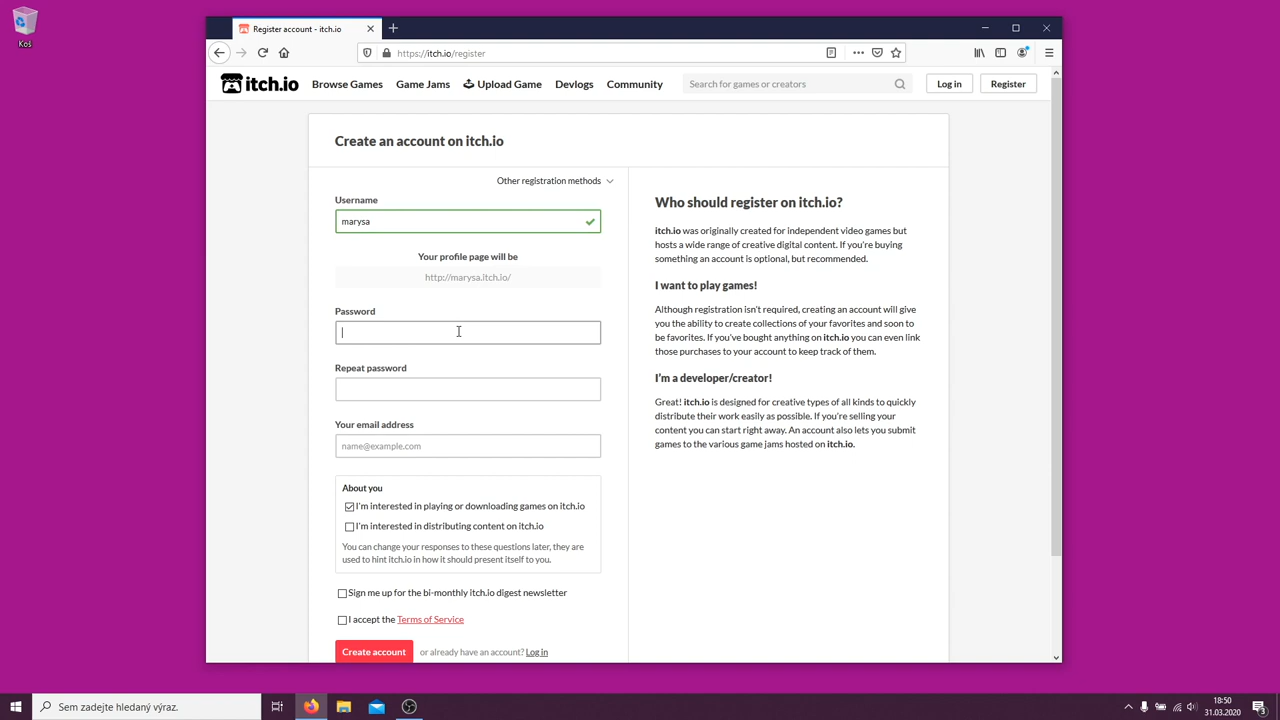 Koš
Register account - itch.io
https://itch.io/register
itch.io Browse Games Game Jams Upload Game Devlogs Community Search for games or creators Log in Register
Create an account on itch.io
Other registration methods
Username
marysa
Your profile page will be
http://marysa.itch.io/
Password
Repeat password
Your email address
name@example.com
About you
I'm interested in playing or downloading games on itch.io
I'm interested in distributing content on itch.io
You can change your responses to these questions later, they are
used to hint itch.io in how it should present itself to you.
Sign me up for the bi-monthly itch.io digest newsletter
I accept the Terms of Service
Create account or already have an account? Log in
Who should register on itch.io?
itch.io was originally created for independent video games but
hosts a wide range of creative digital content. If you're buying
something an account is optional, but recommended.
I want to play games!
Although registration isn't required, creating an account will give
you the ability to create collections of your favorites and soon to
be favorites. If you've bought anything on itch.io you can even link
those purchases to your account to keep track of them.
I'm a developer/creator!
Great! itch.io is designed for creative types of all kinds to quickly
distribute their work easily as possible. If you're selling your
content you can start right away. An account also lets you submit
games to the various game jams hosted on itch.io.
Sem zadejte hledaný výraz.
18:50
31.03.2020